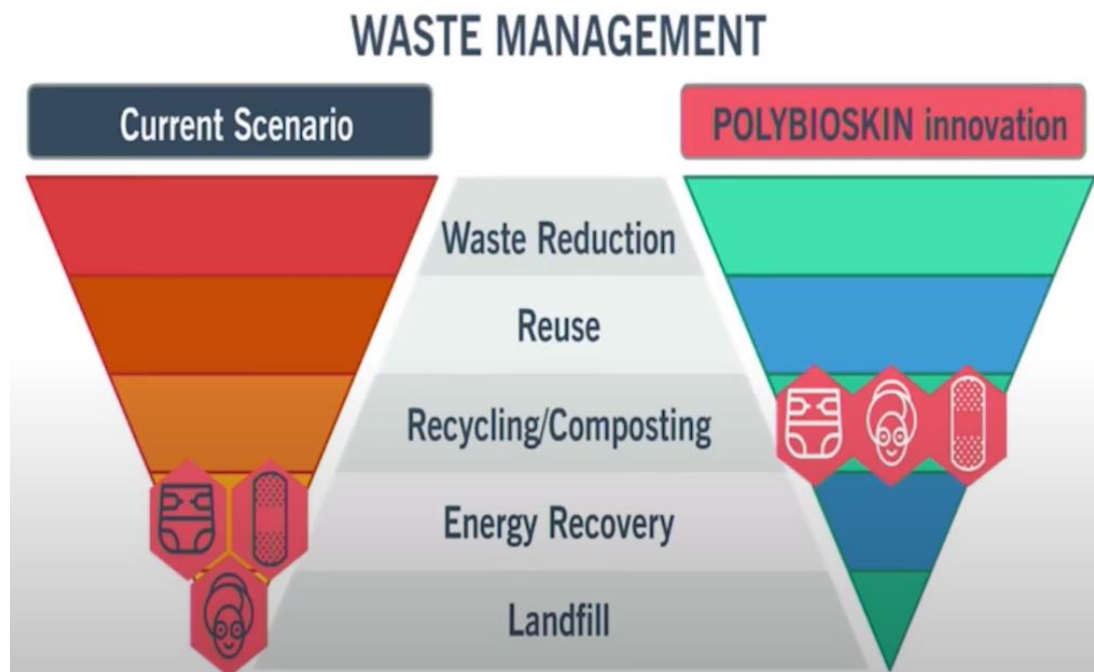 WASTE MANAGEMENT
Current Scenario
POLYBIOSKIN innovation
Waste Reduction
Reuse
Recycling/Composting
Energy Recovery
Landfill